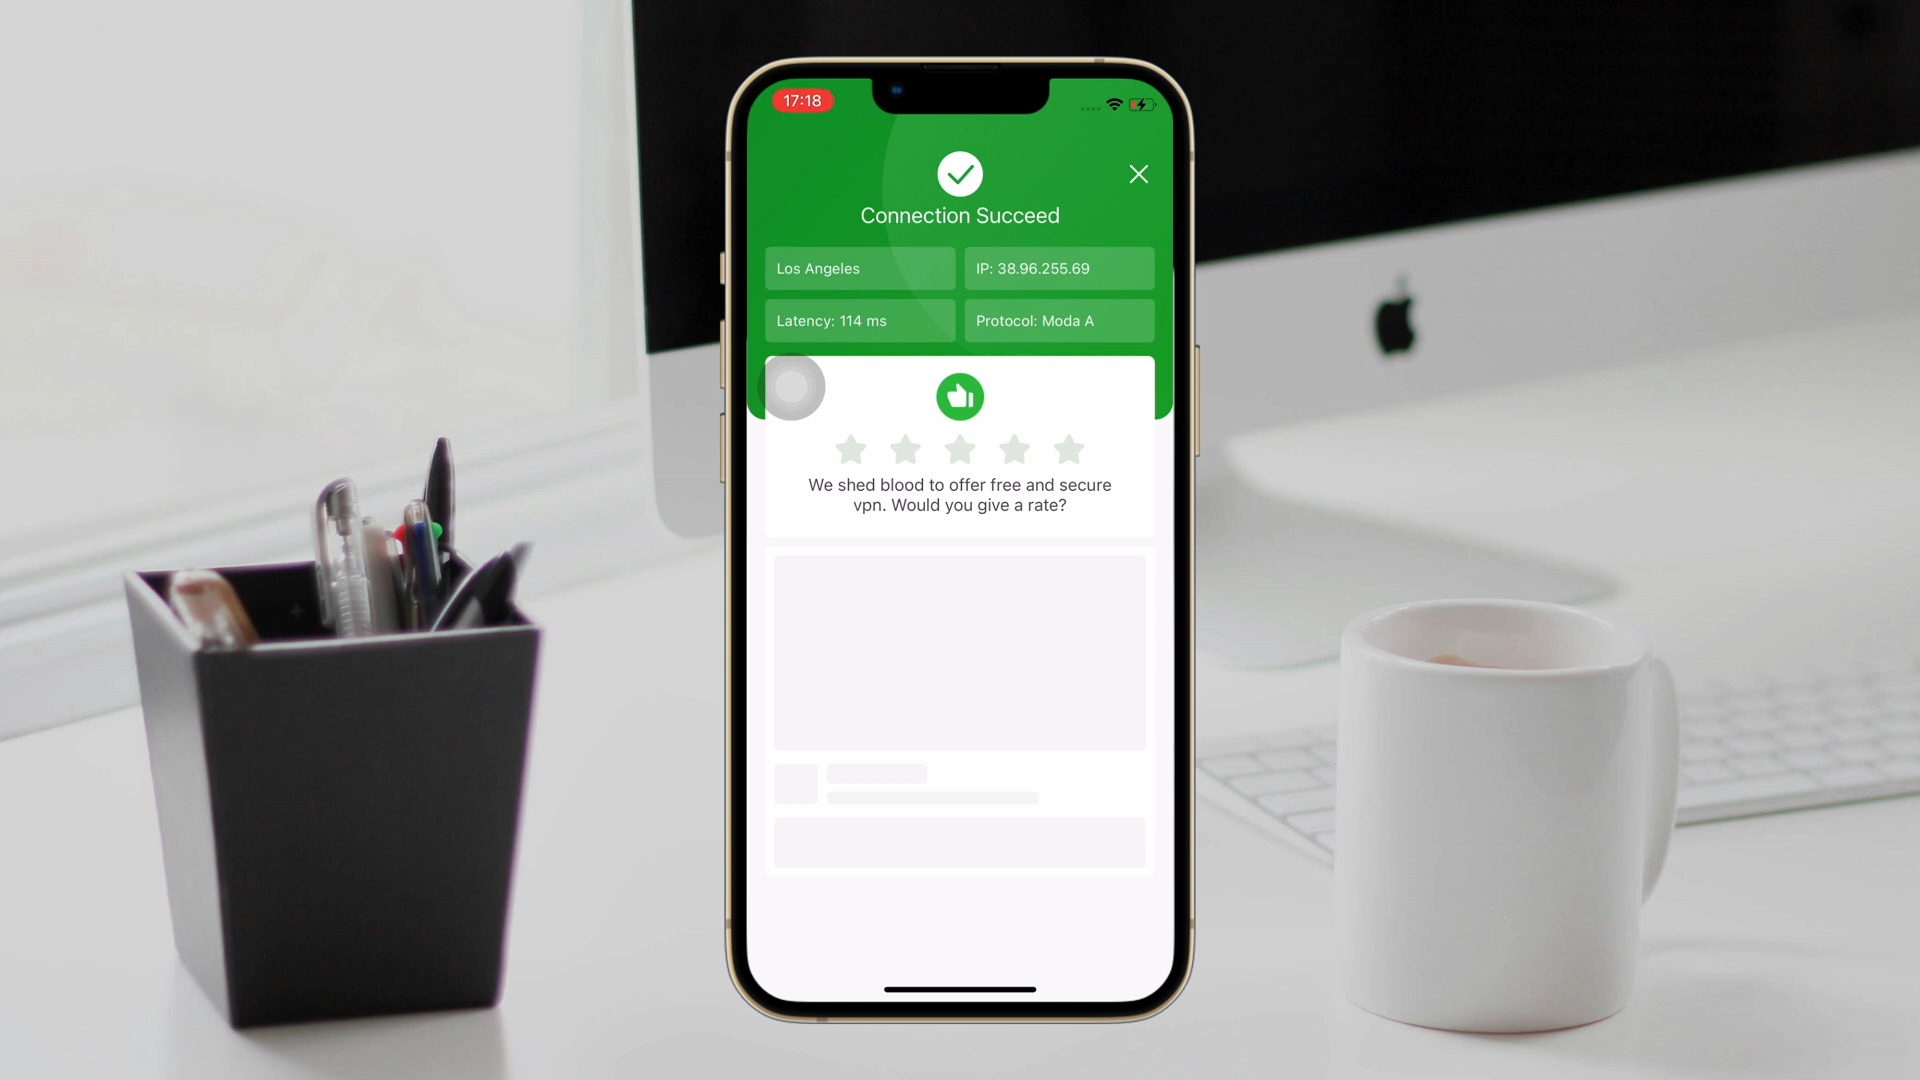 17:18
Connection Succeed
Los Angeles
IP: 38.96.255.69
Latency: 114 ms
Protocol: Moda A
We shed blood to offer free and secure
vpn. Would you give a rate?